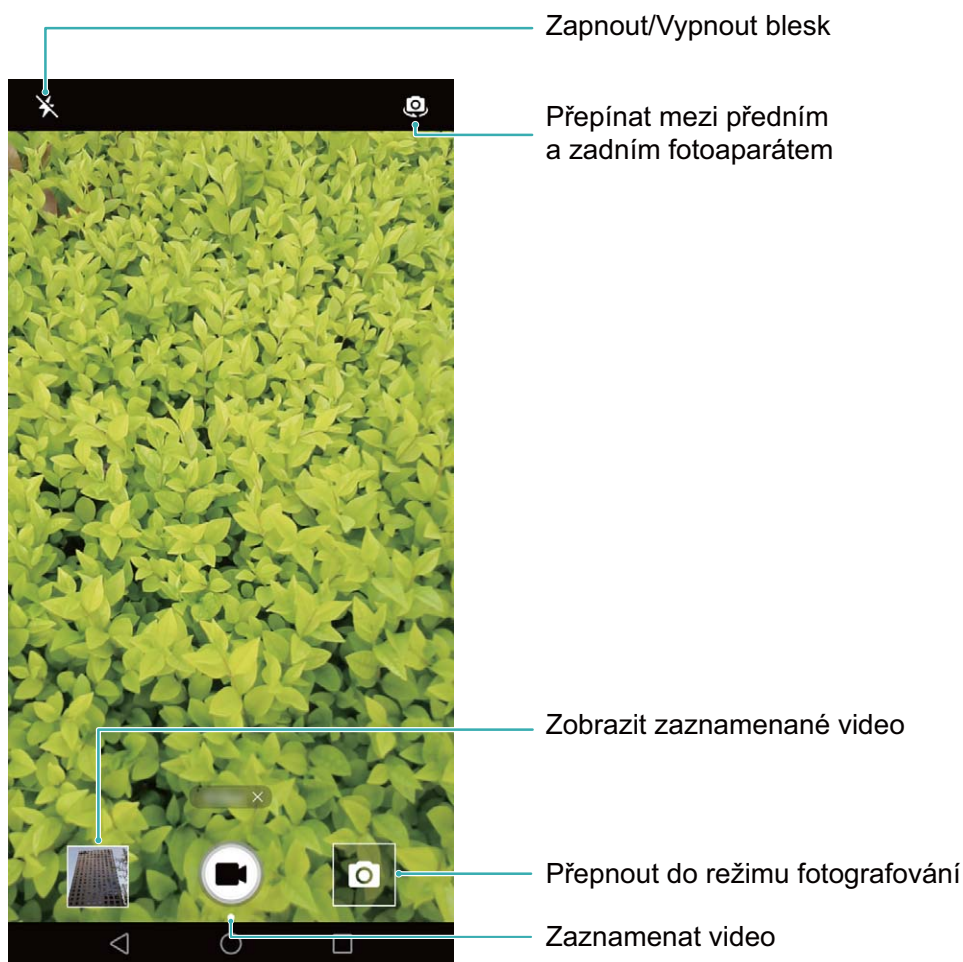 Zapnout/Vypnout blesk
Přepínat mezi předním
a zadním fotoaparátem
Zobrazit zaznamenané video
Přepnout do režimu fotografování
Zaznamenat video